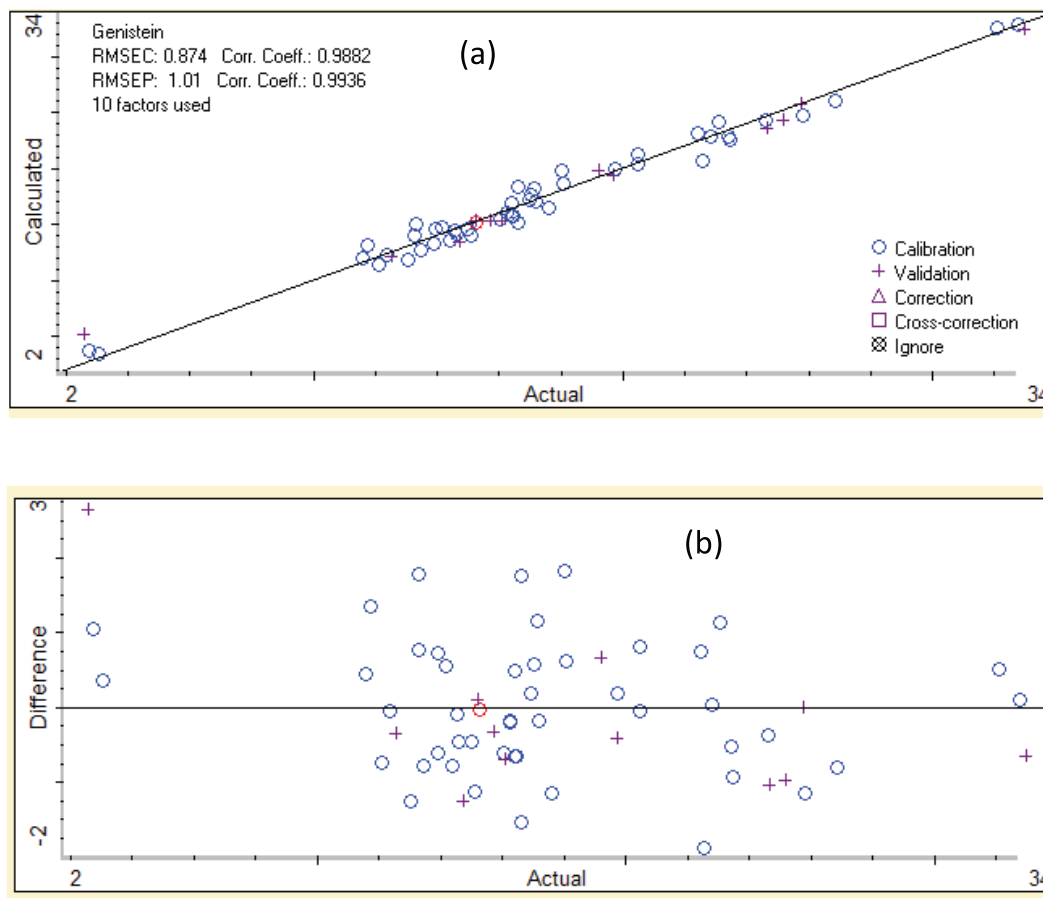 Genistein
RMSEC: 0.874 Corr. Coeff.: 0.9882
RMSEP: 1.01 Corr. Coeff.: 0.9936
10 factors used
(a)
34
Calculated
2
Calibration
Validation
Correction
Cross-correction
Ignore
2
Actual
34
(b)
3
Difference
-2
2
Actual
34